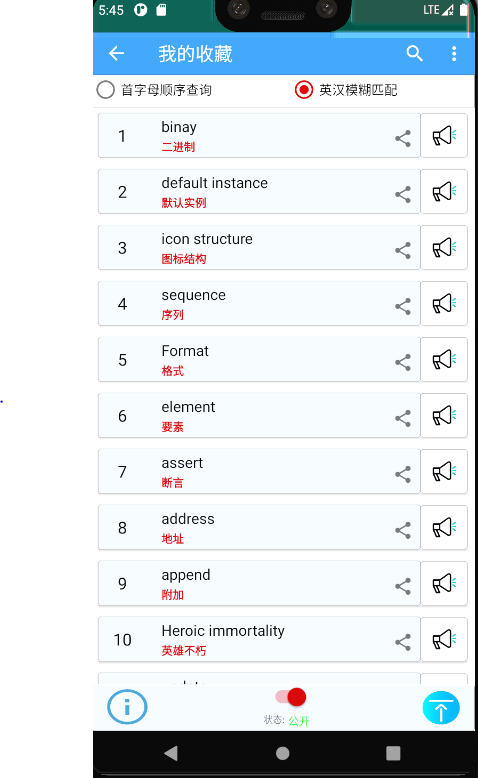 5:45
LTE
我的收藏
首字母顺序查询
英汉模糊匹配
1
binay
二进制
2
default instance
默认实例
3
icon structure
图标结构
4
sequence
序列
5
Format
格式
6
element
要素
7
assert
断言
8
address
地址
9
append
附加
10
Heroic immortality
英雄不朽
状态: 公开